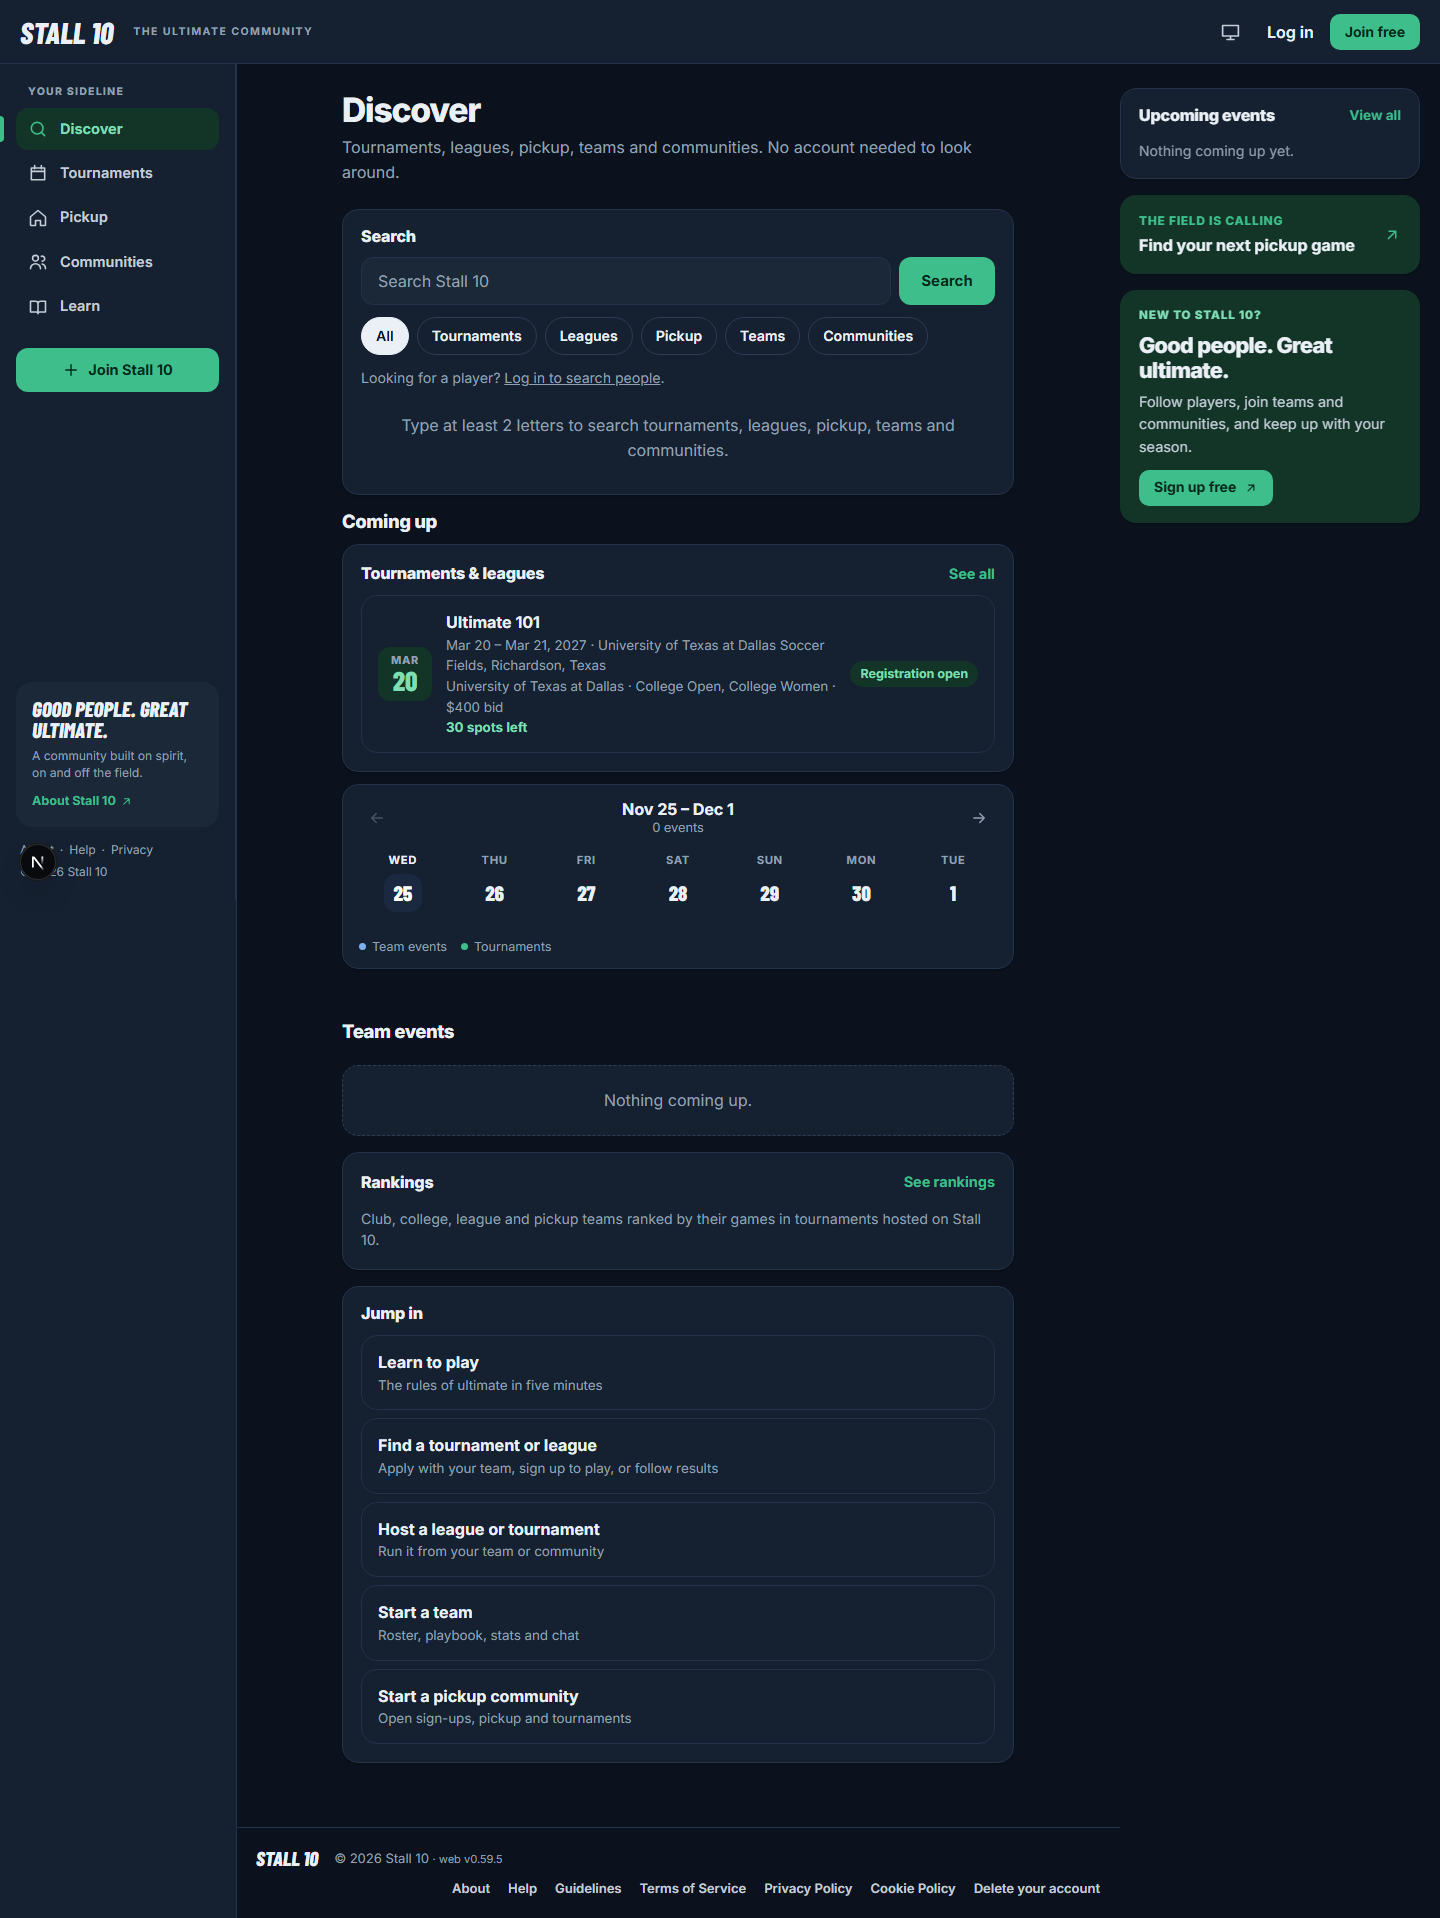 STALL 10
THE ULTIMATE COMMUNITY
Log in
Join free
YOUR SIDELINE
Discover
Tournaments
Pickup
Communities
Learn
Join Stall 10
GOOD PEOPLE. GREAT
ULTIMATE.
A community built on spirit,
on and off the field.
About Stall 10
· Help · Privacy
Stall 10
Discover
Tournaments, leagues, pickup, teams and communities. No account needed to look
around.
Search
Search Stall 10
Search
All
Tournaments
Leagues
Pickup
Teams
Communities
Looking for a player? Log in to search people.
Type at least 2 letters to search tournaments, leagues, pickup, teams and
communities.
Coming up
Tournaments & leagues
See all
MAR
20
Ultimate 101
Mar 20 – Mar 21, 2027 · University of Texas at Dallas Soccer
Fields, Richardson, Texas
University of Texas at Dallas · College Open, College Women ·
$400 bid
30 spots left
Registration open
Nov 25 – Dec 1
0 events
WED THU FRI SAT SUN MON TUE
25 26 27 28 29 30 1
Team events
Tournaments
Team events
Nothing coming up.
Rankings
See rankings
Club, college, league and pickup teams ranked by their games in tournaments hosted on Stall
10.
Jump in
Learn to play
The rules of ultimate in five minutes
Find a tournament or league
Apply with your team, sign up to play, or follow results
Host a league or tournament
Run it from your team or community
Start a team
Roster, playbook, stats and chat
Start a pickup community
Open sign-ups, pickup and tournaments
Upcoming events
View all
Nothing coming up yet.
THE FIELD IS CALLING
Find your next pickup game
NEW TO STALL 10?
Good people. Great
ultimate.
Follow players, join teams and
communities, and keep up with your
season.
Sign up free
STALL 10
© 2026 Stall 10 · web v0.59.5
About Help Guidelines Terms of Service Privacy Policy Cookie Policy Delete your account